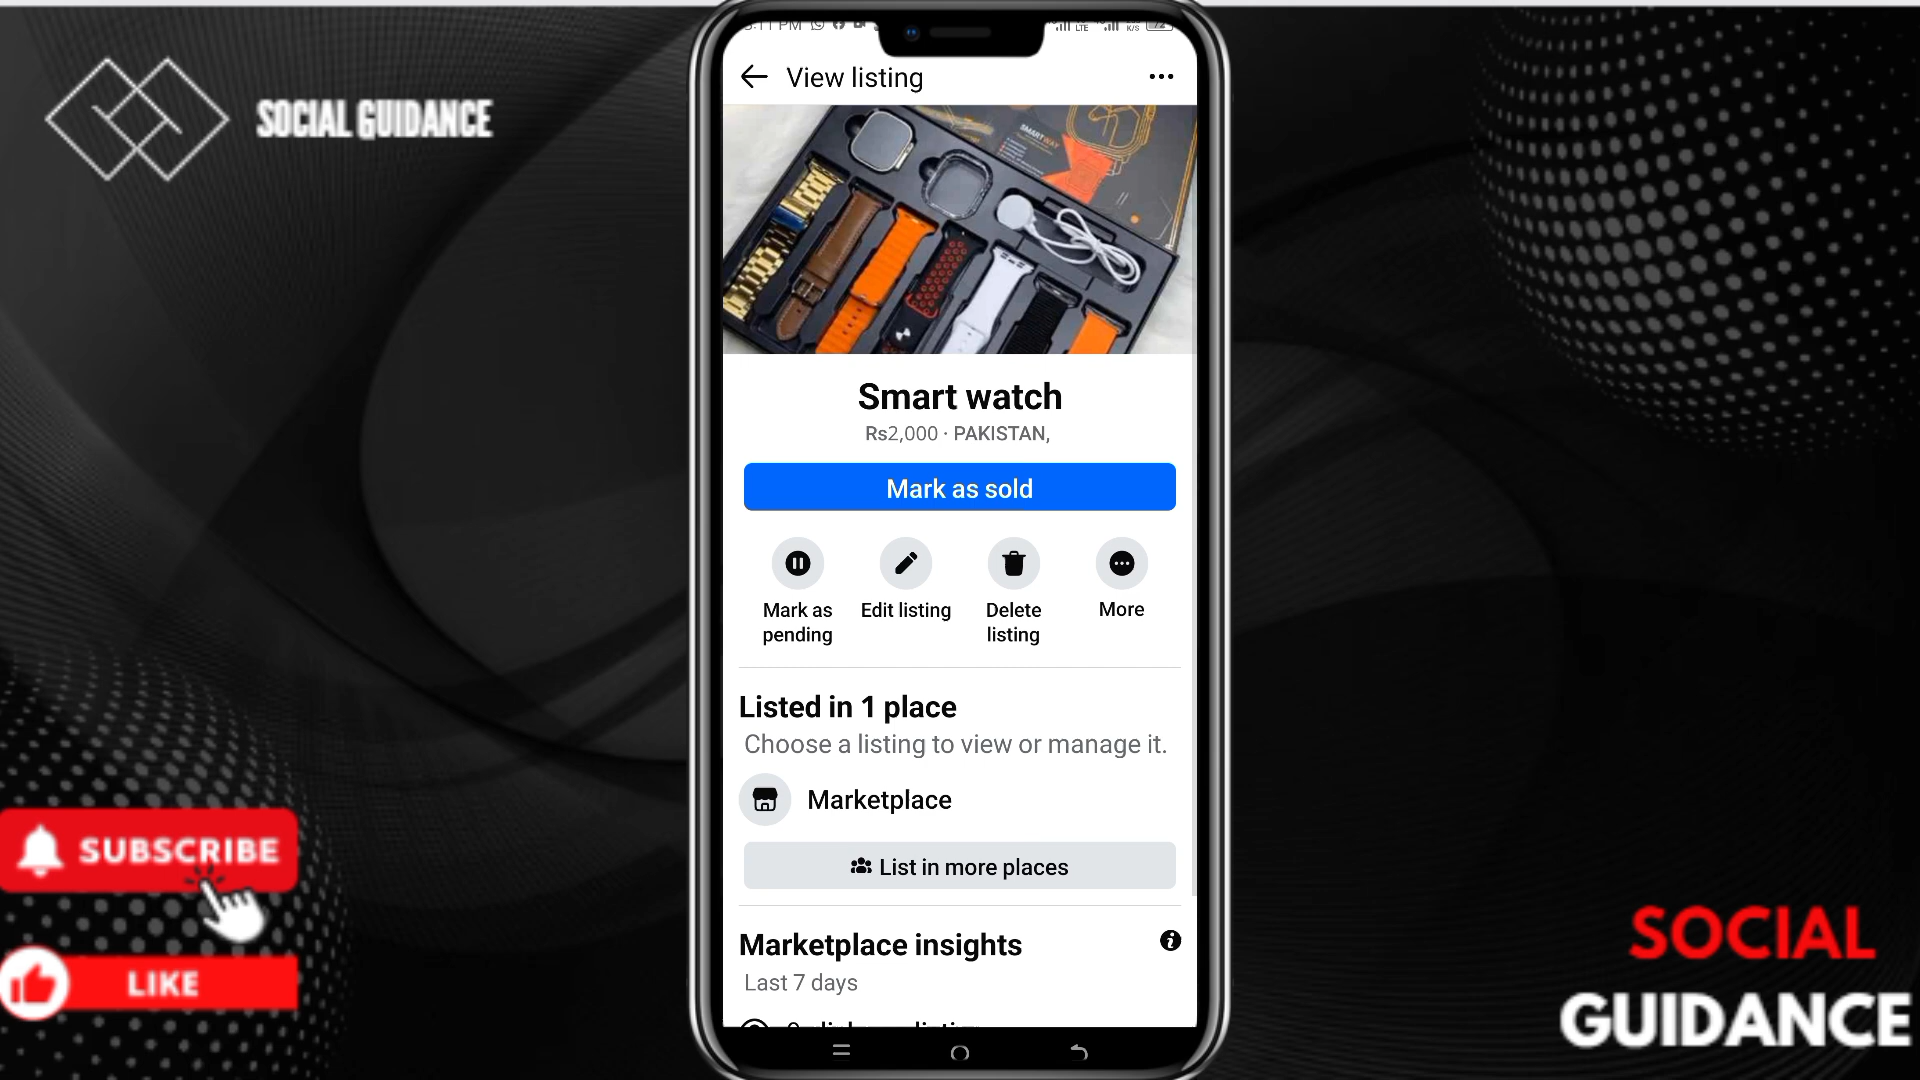 SOCIAL GUIDANCE
View listing
SMARTWAY
Smart watch
Rs2,000 · PAKISTAN,
Mark as sold
Mark as pending
Edit listing
Delete listing
More
Listed in 1 place
Choose a listing to view or manage it.
Marketplace
List in more places
Marketplace insights
Last 7 days
SUBSCRIBE
LIKE
SOCIAL
GUIDANCE